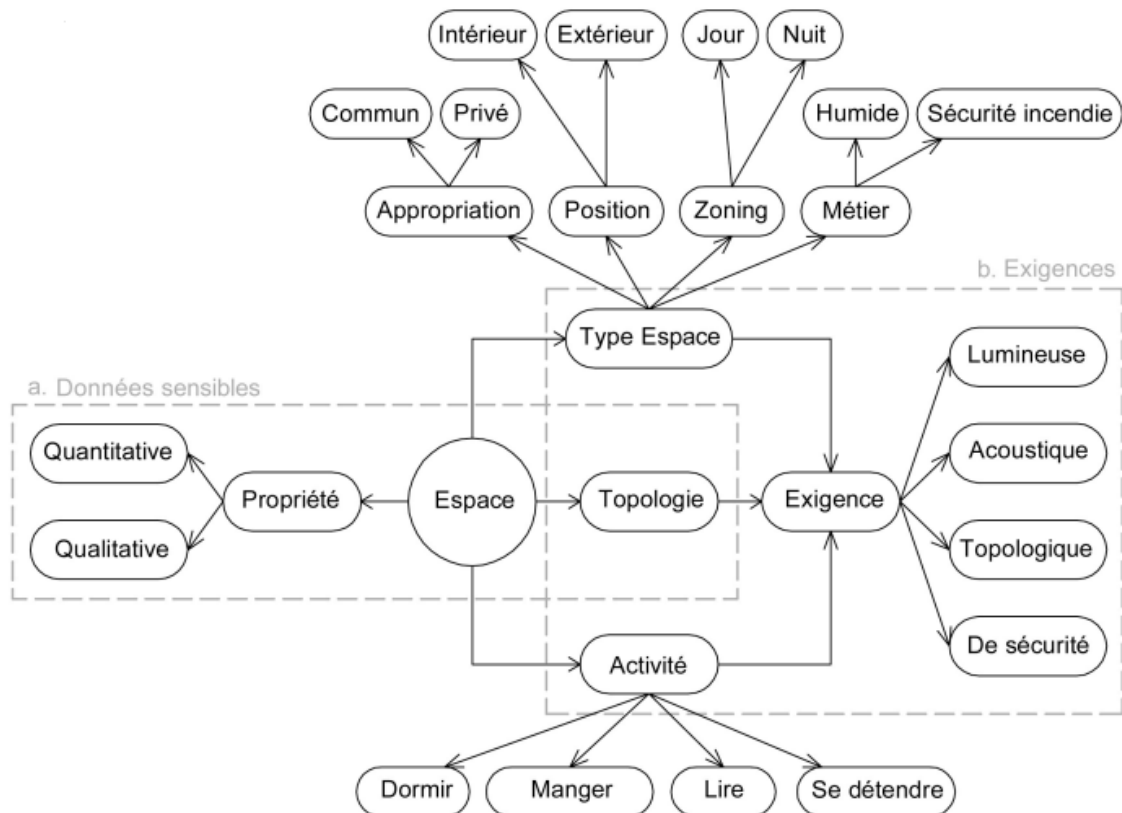 Intérieur
Extérieur
Jour
Nuit
Commun
Privé
Humide
Sécurité incendie
Appropriation
Position
Zoning
Métier
b. Exigences
Type Espace
Lumineuse
a. Données sensibles
Quantitative
Acoustique
Propriété
Espace
Topologie
Exigence
Qualitative
Topologique
Activité
De sécurité
Dormir
Manger
Lire
Se détendre